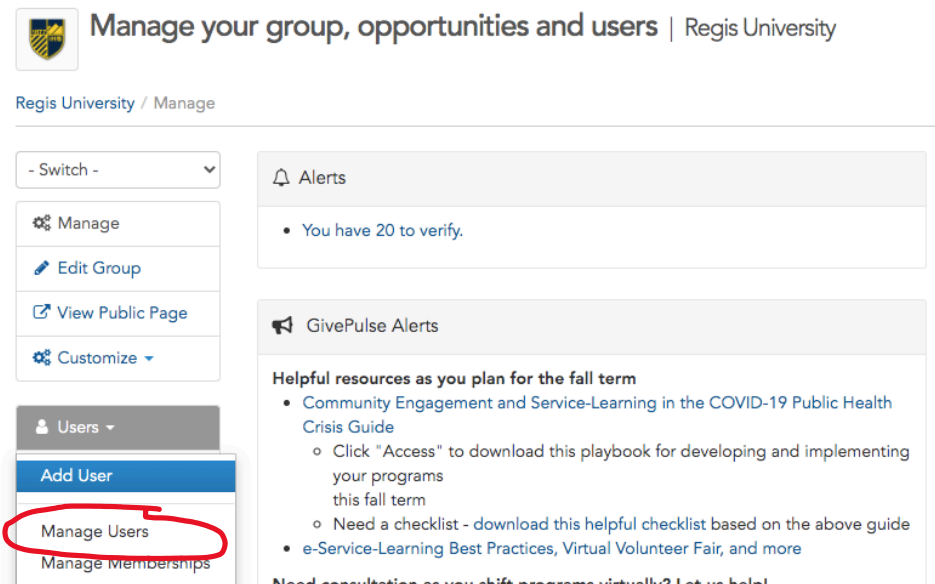 Manage your group, opportunities and users | Regis University
Regis University / Manage
- Switch -
Manage
Edit Group
View Public Page
Customize
Users
Add User
Manage Users
Manage Memberships
Alerts
You have 20 to verify.
GivePulse Alerts
Helpful resources as you plan for the fall term
Community Engagement and Service-Learning in the COVID-19 Public Health
Crisis Guide
Click "Access" to download this playbook for developing and implementing
your programs
this fall term
Need a checklist - download this helpful checklist based on the above guide
e-Service-Learning Best Practices, Virtual Volunteer Fair, and more
Need consultation as you shift programs virtually? Let us help!